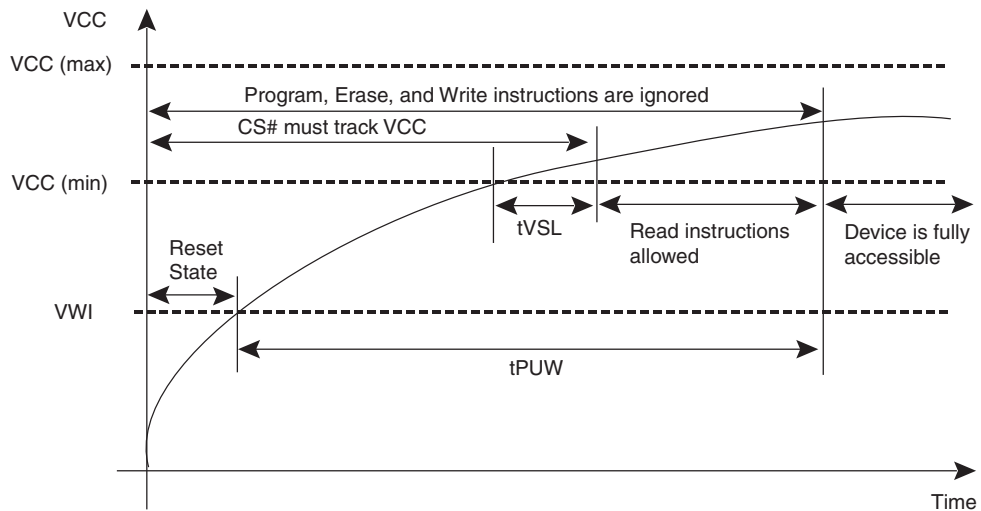 VCC
VCC (max)
Program, Erase, and Write instructions are ignored
CS# must track VCC
VCC (min)
tVSL
Read instructions
allowed
Device is fully
accessible
Reset
State
VWI
tPUW
Time